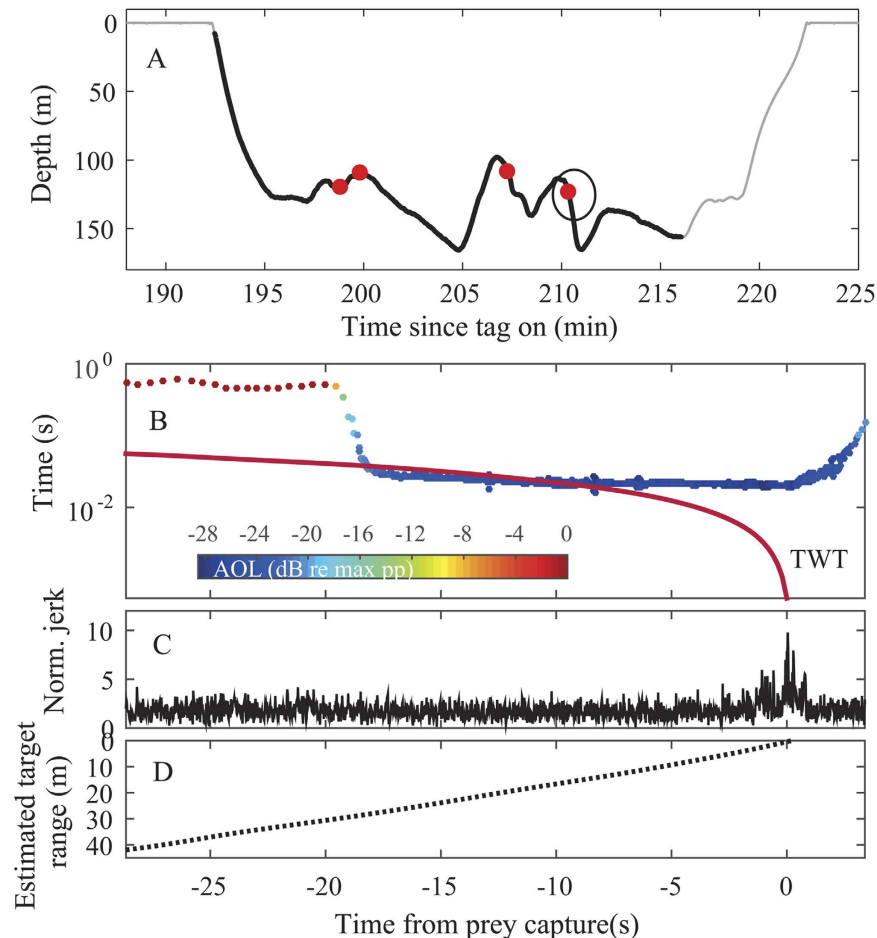 A
0
50
100
150
Depth (m)
190 195 200 205 210 215 220 225
Time since tag on (min)
B
10^0
10^-2
Time (s)
-28 -24 -20 -16 -12 -8 -4 0
AOL (dB re max pp)
TWT
C
10
5
0
Norm. jerk
D
0
10
20
30
40
Estimated target
range (m)
-25 -20 -15 -10 -5 0
Time from prey capture(s)